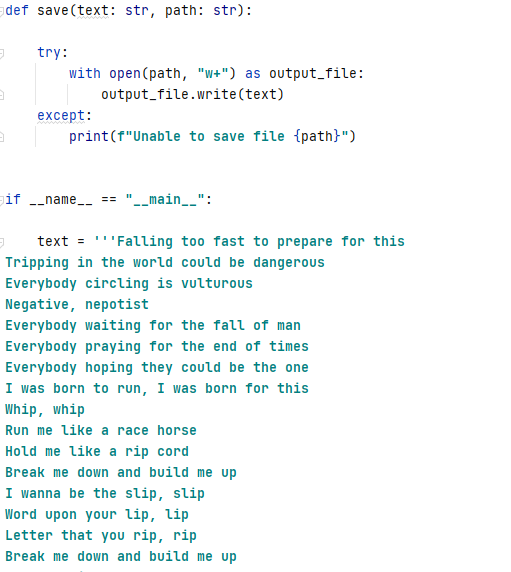 def save(text: str, path: str):
try:
with open(path, "w+") as output_file:
output_file.write(text)
except:
print(f"Unable to save file {path}")
if __name__ == "__main__":
text = '''Falling too fast to prepare for this
Tripping in the world could be dangerous
Everybody circling is vulturous
Negative, nepotist
Everybody waiting for the fall of man
Everybody praying for the end of times
Everybody hoping they could be the one
I was born to run, I was born for this
Whip, whip
Run me like a race horse
Hold me like a rip cord
Break me down and build me up
I wanna be the slip, slip
Word upon your lip, lip
Letter that you rip, rip
Break me down and build me up